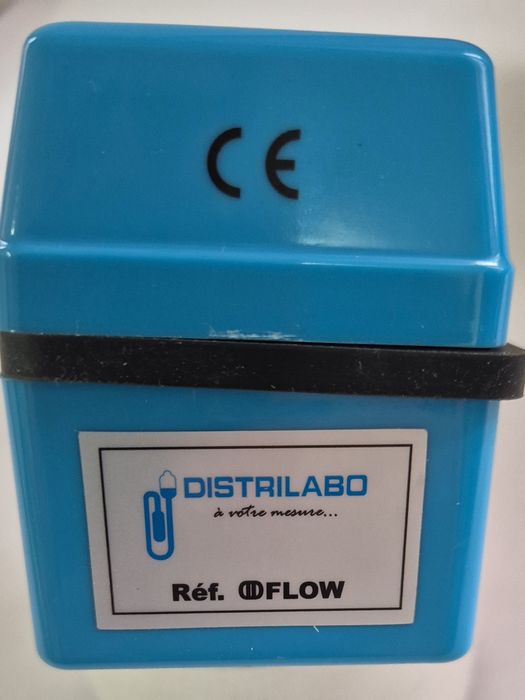 CE
DISTRILABO
à votre mesure...
Réf. FLOW